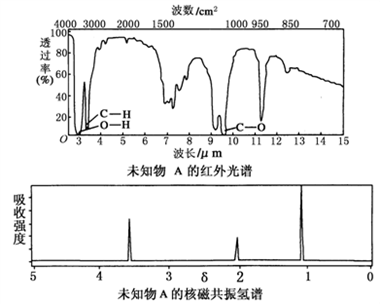 波数/cm²
4000 3000 2000 1500 1000 950 850 700
透过率(%)
100
80
60
40
20
O
C—H
O—H
C—O
3 4 5 6 7 8 9 10 11 12 13 14 15
波长/μm
未知物 A 的红外光谱
吸收强度
5 4 3 δ 2 1 0
未知物 A 的核磁共振氢谱